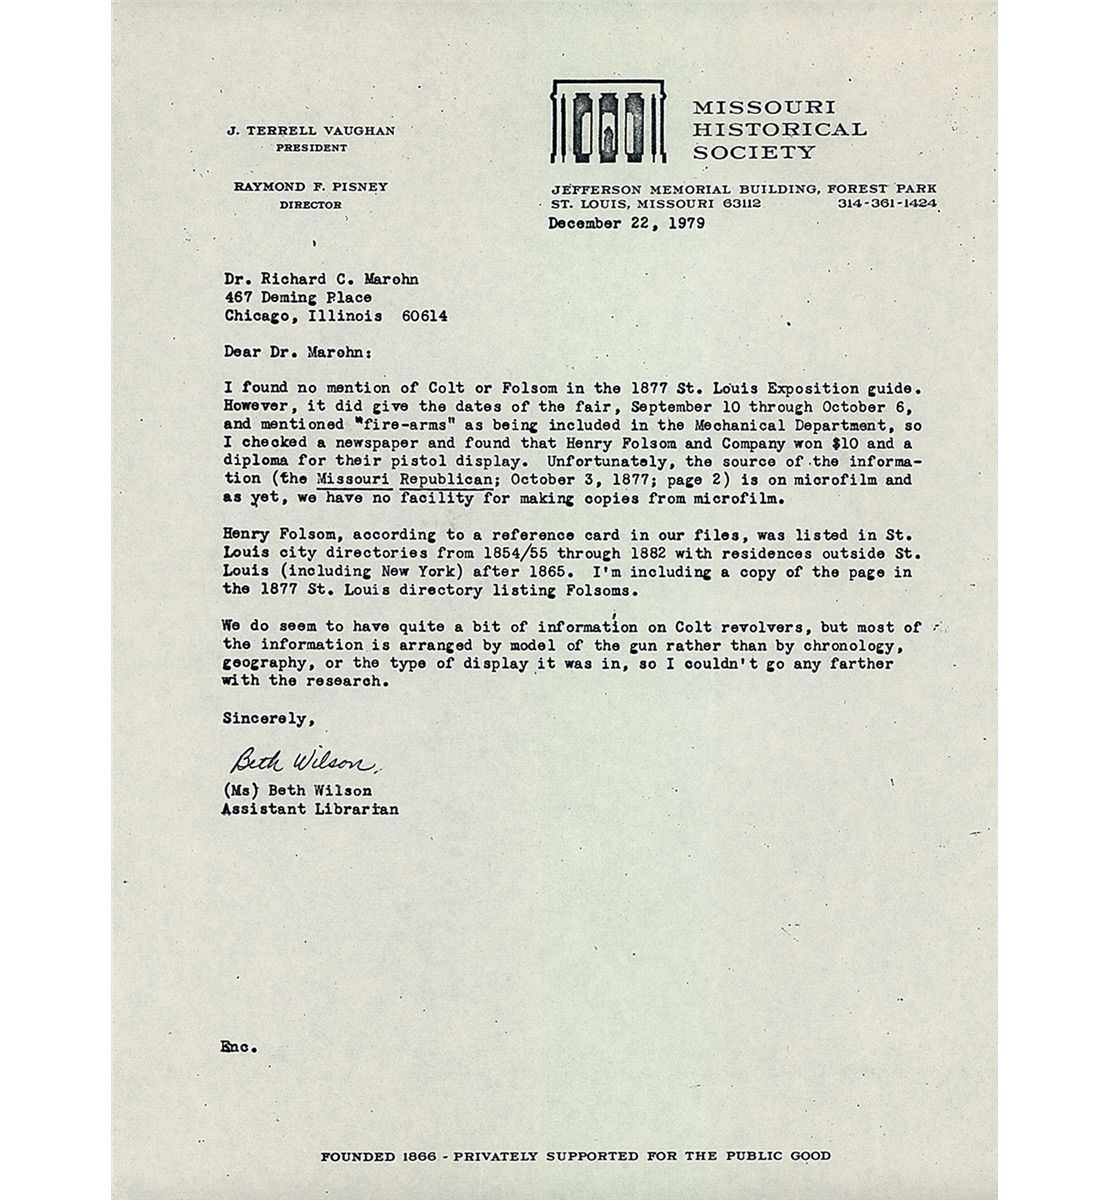 J. TERRELL VAUGHAN
PRESIDENT
RAYMOND F. PISNEY
DIRECTOR
MISSOURI
HISTORICAL
SOCIETY
JEFFERSON MEMORIAL BUILDING, FOREST PARK
ST. LOUIS, MISSOURI 63112 314-361-1424
December 22, 1979
Dr. Richard C. Marohn
467 Deming Place
Chicago, Illinois 60614
Dear Dr. Marohn:
I found no mention of Colt or Folsom in the 1877 St. Louis Exposition guide.
However, it did give the dates of the fair, September 10 through October 6,
and mentioned "fire-arms" as being included in the Mechanical Department, so
I checked a newspaper and found that Henry Folsom and Company won $10 and a
diploma for their pistol display. Unfortunately, the source of the informa-
tion (the Missouri Republican; October 3, 1877; page 2) is on microfilm and
as yet, we have no facility for making copies from microfilm.
Henry Folsom, according to a reference card in our files, was listed in St.
Louis city directories from 1854/55 through 1882 with residences outside St.
Louis (including New York) after 1865. I'm including a copy of the page in
the 1877 St. Louis directory listing Folsoms.
We do seem to have quite a bit of information on Colt revolvers, but most of
the information is arranged by model of the gun rather than by chronology,
geography, or the type of display it was in, so I couldn't go any farther
with the research.
Sincerely,
Beth Wilson
(Ms) Beth Wilson
Assistant Librarian
Enc.
FOUNDED 1866 - PRIVATELY SUPPORTED FOR THE PUBLIC GOOD